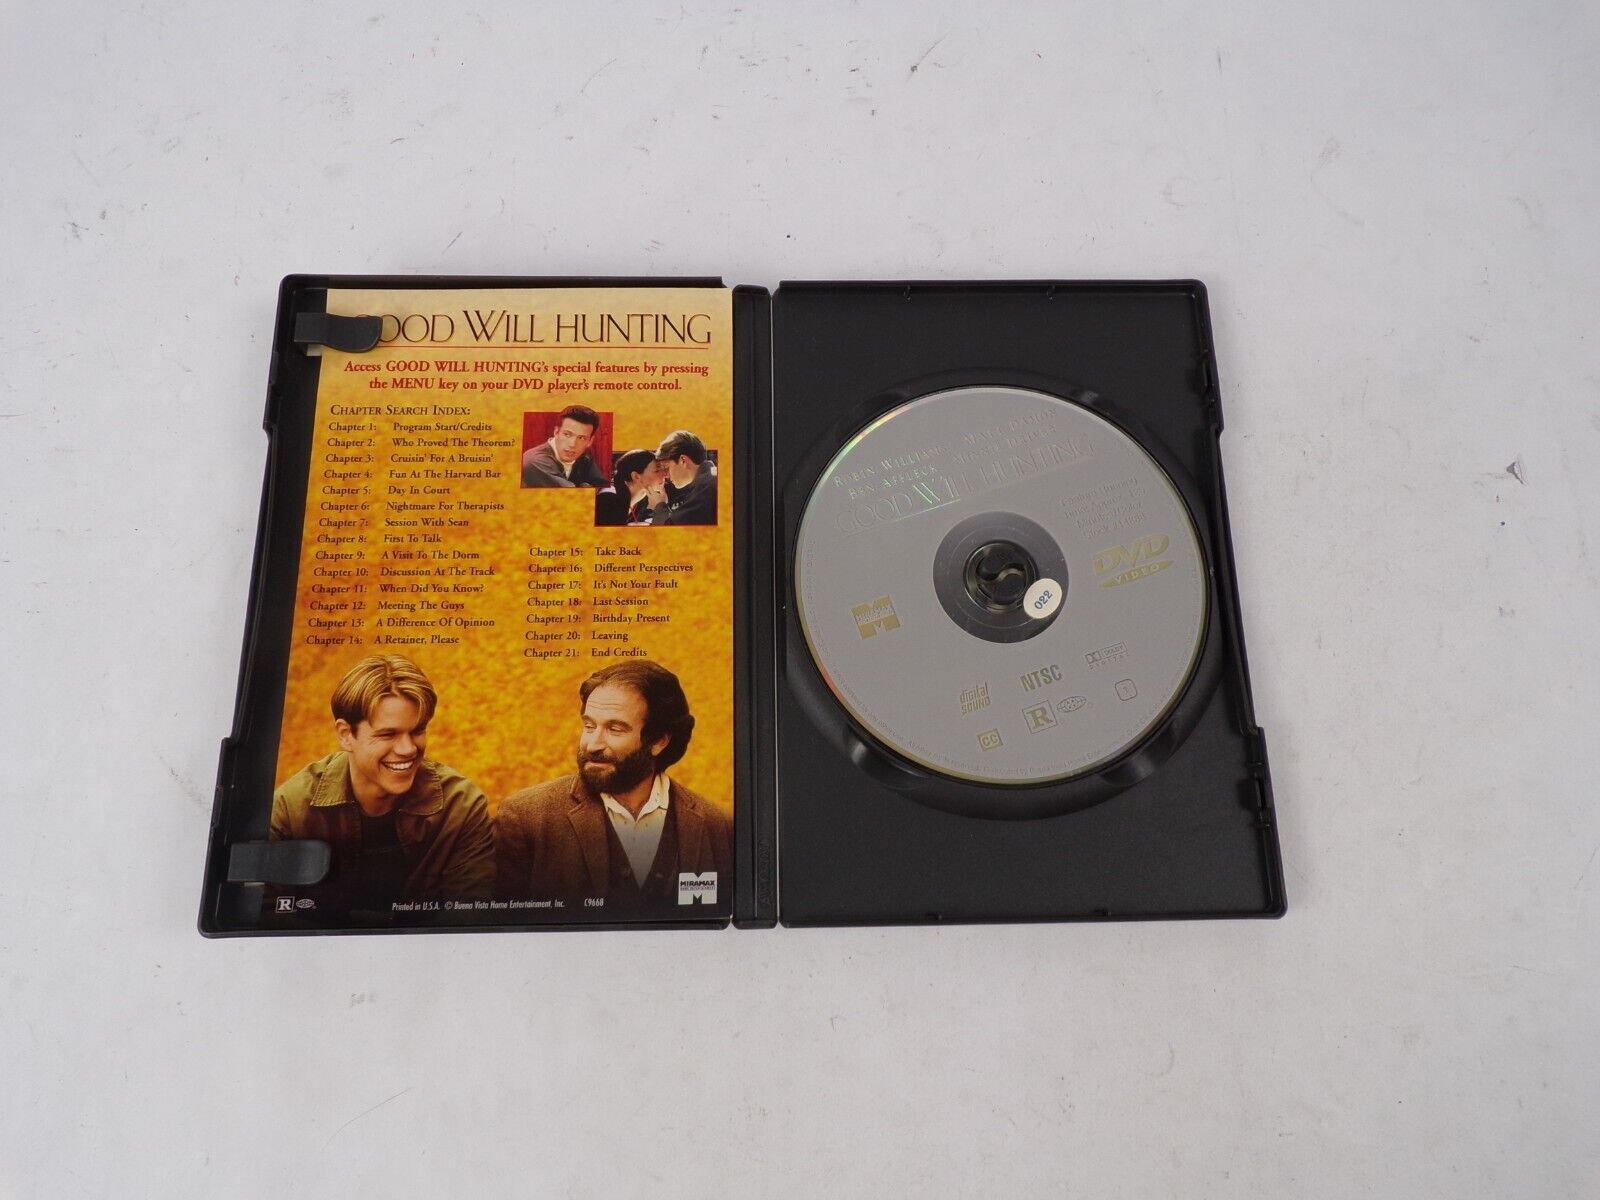 GOOD WILL HUNTING
Access GOOD WILL HUNTING's special features by pressing
the MENU key on your DVD player's remote control.
CHAPTER SEARCH INDEX:
Chapter 1: Program Start/Credits
Chapter 2: Who Proved The Theorem?
Chapter 3: Cruisin' For A Bruisin'
Chapter 4: Fun At The Harvard Bar
Chapter 5: Day In Court
Chapter 6: Nightmare For Therapists
Chapter 7: Session With Sean
Chapter 8: First To Talk
Chapter 9: A Visit To The Dorm
Chapter 10: Discussion At The Track
Chapter 11: When Did You Know?
Chapter 12: Meeting The Guys
Chapter 13: A Difference Of Opinion
Chapter 14: A Retainer, Please
Chapter 15: Take Back
Chapter 16: Different Perspectives
Chapter 17: It's Not Your Fault
Chapter 18: Last Session
Chapter 19: Birthday Present
Chapter 20: Leaving
Chapter 21: End Credits
R
Printed in U.S.A. © Buena Vista Home Entertainment, Inc. C9668
MIRAMAX
HOME ENTERTAINMENT
ROBIN WILLIAMS MATT DAMON
BEN AFFLECK
GOOD WILL HUNTING
DVD
VIDEO
022
MIRAMAX
digital
SOUND
NTSC
DOLBY
DIGITAL
CC
R
1